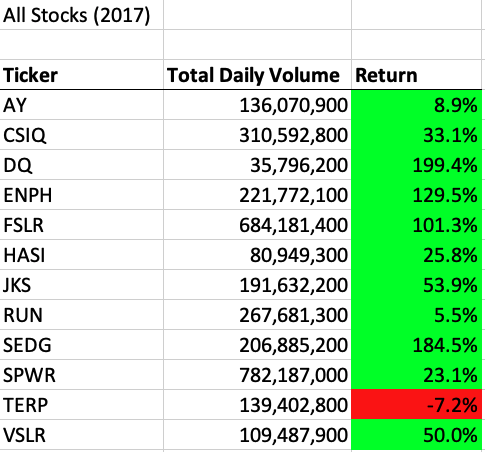 All Stocks (2017)
Ticker Total Daily Volume Return
AY 136,070,900 8.9%
CSIQ 310,592,800 33.1%
DQ 35,796,200 199.4%
ENPH 221,772,100 129.5%
FSLR 684,181,400 101.3%
HASI 80,949,300 25.8%
JKS 191,632,200 53.9%
RUN 267,681,300 5.5%
SEDG 206,885,200 184.5%
SPWR 782,187,000 23.1%
TERP 139,402,800 -7.2%
VSLR 109,487,900 50.0%